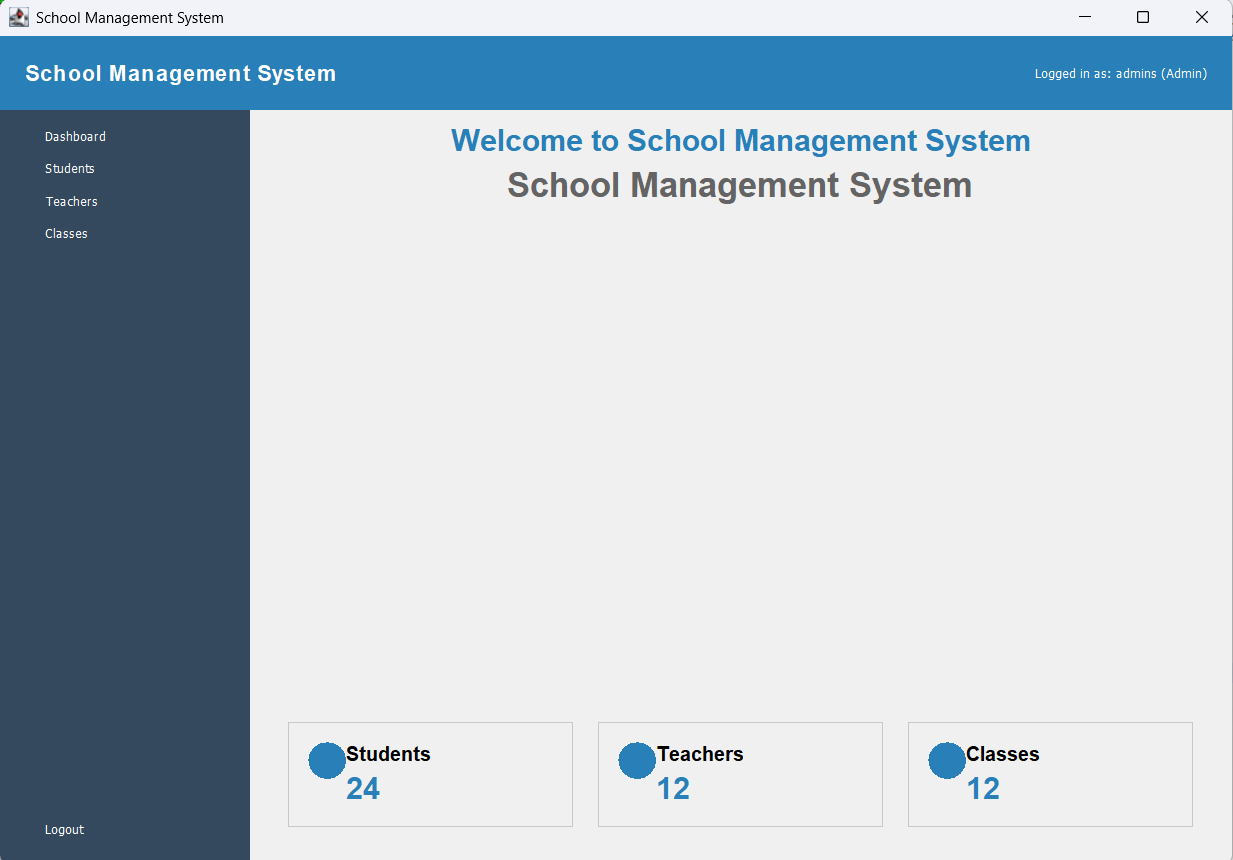 School Management System
School Management System
Logged in as: admins (Admin)
Dashboard
Students
Teachers
Classes
Logout
Welcome to School Management System
School Management System
Students
24
Teachers
12
Classes
12